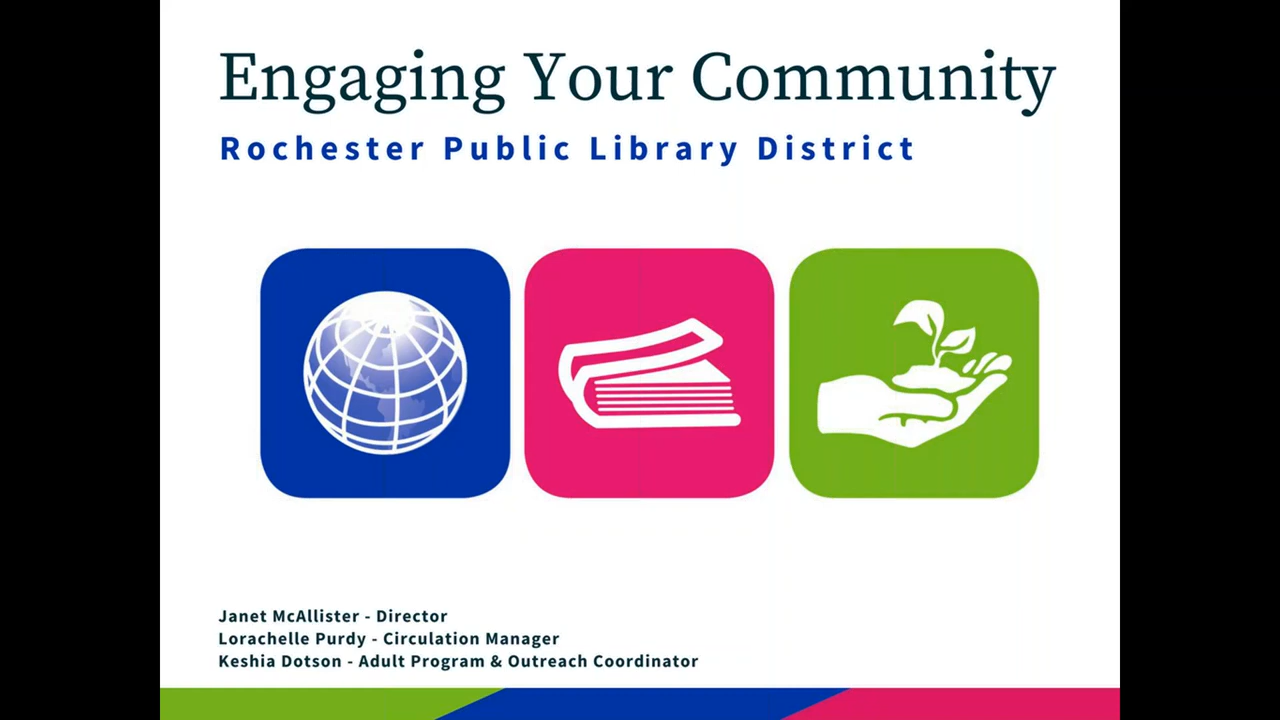 Engaging Your Community
Rochester Public Library District
Janet McAllister - Director
Lorachelle Purdy - Circulation Manager
Keshia Dotson - Adult Program & Outreach Coordinator